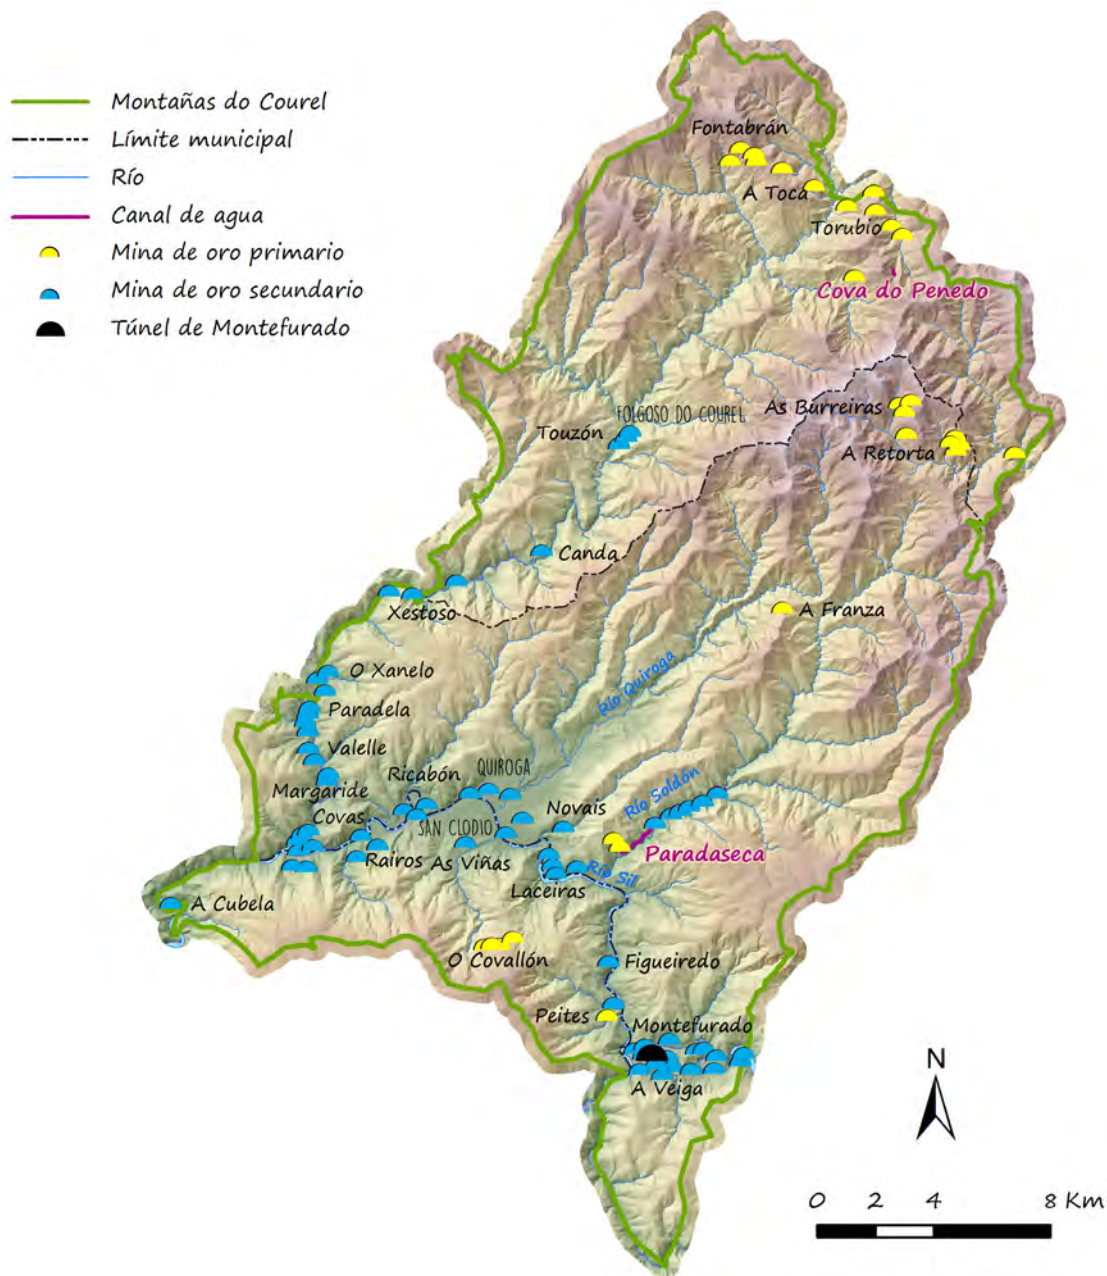 Montañas do Courel
Límite municipal
Río
Canal de agua
Mina de oro primario
Mina de oro secundario
Túnel de Montefurado
Fontabrán
A Toca
Torubio
Cova do Penedo
As Burreiras
FOLGOSO DO COUREL
Touzón
A Retorta
Canda
Xestoso
A Franza
O Xanelo
Río Quiroga
Paradela
Valelle
Ricabón
QUIROGA
Margaride
Río Soldón
Covas
Novais
SAN CLODIO
Rairos
As Viñas
Paradaseca
Río Sil
Laceiras
A Cubela
O Covallón
Figueiredo
Peites
Montefurado
A Veiga
N
0 2 4 8 Km